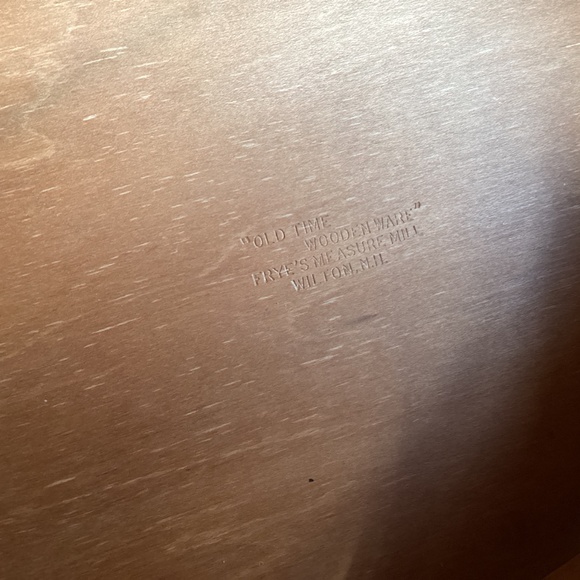 "OLD TIME
WOODENWARE"
FRYE'S MEASURE MILL
WILTON, N.H.